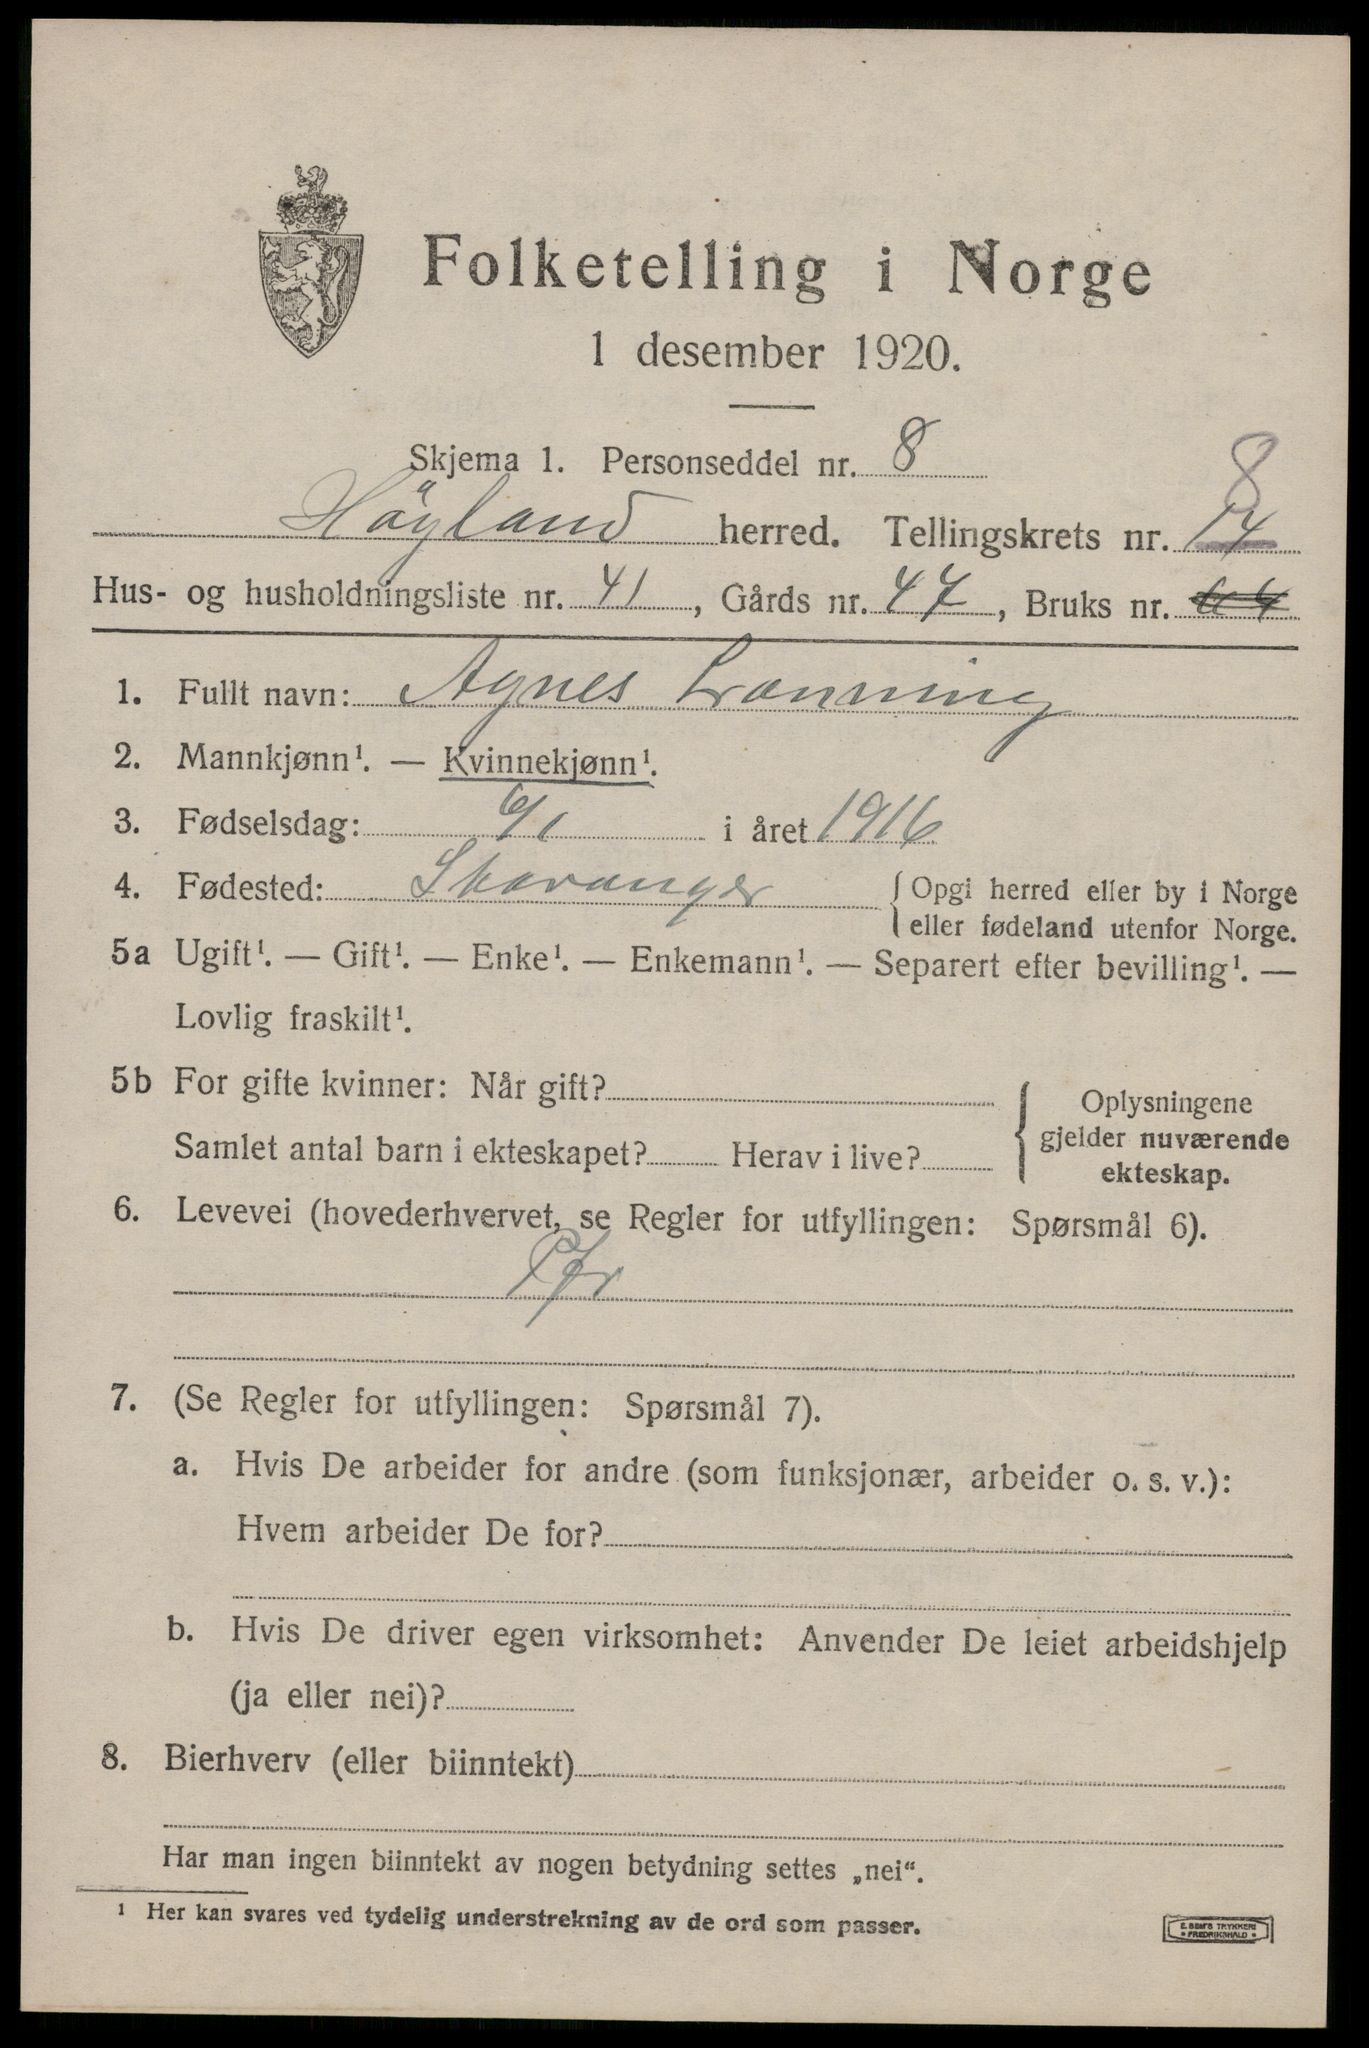 Folketelling i Norge
1 desember 1920.
Skjema 1. Personseddel nr. 8
8
Høyland herred. Tellingskrets nr. 14
Hus- og husholdningsliste nr. 41, Gårds nr. 47, Bruks nr.
1. Fullt navn: Agnes
2. Mannkjønn¹. — Kvinnekjønn¹.
3. Fødselsdag: 6/1 i året 1916
4. Fødested: Stavanger { Opgi herred eller by i Norge
eller fødeland utenfor Norge.
5a Ugift¹. — Gift¹. — Enke¹. — Enkemann¹. — Separert efter bevilling¹. —
Lovlig fraskilt¹.
5b For gifte kvinner: Når gift?
Samlet antal barn i ekteskapet? Herav i live?
Oplysningene
gjelder nuværende
ekteskap.
6. Levevei (hovederhvervet, se Regler for utfyllingen: Spørsmål 6).
7. (Se Regler for utfyllingen: Spørsmål 7).
a. Hvis De arbeider for andre (som funksjonær, arbeider o. s. v.):
Hvem arbeider De for?
b. Hvis De driver egen virksomhet: Anvender De leiet arbeidshjelp
(ja eller nei)?
8. Bierhverv (eller biinntekt)
Har man ingen biinntekt av nogen betydning settes „nei“.
¹ Her kan svares ved tydelig understrekning av de ord som passer.
E. SEM'S TRYKKERI
FREDRIKSHALD